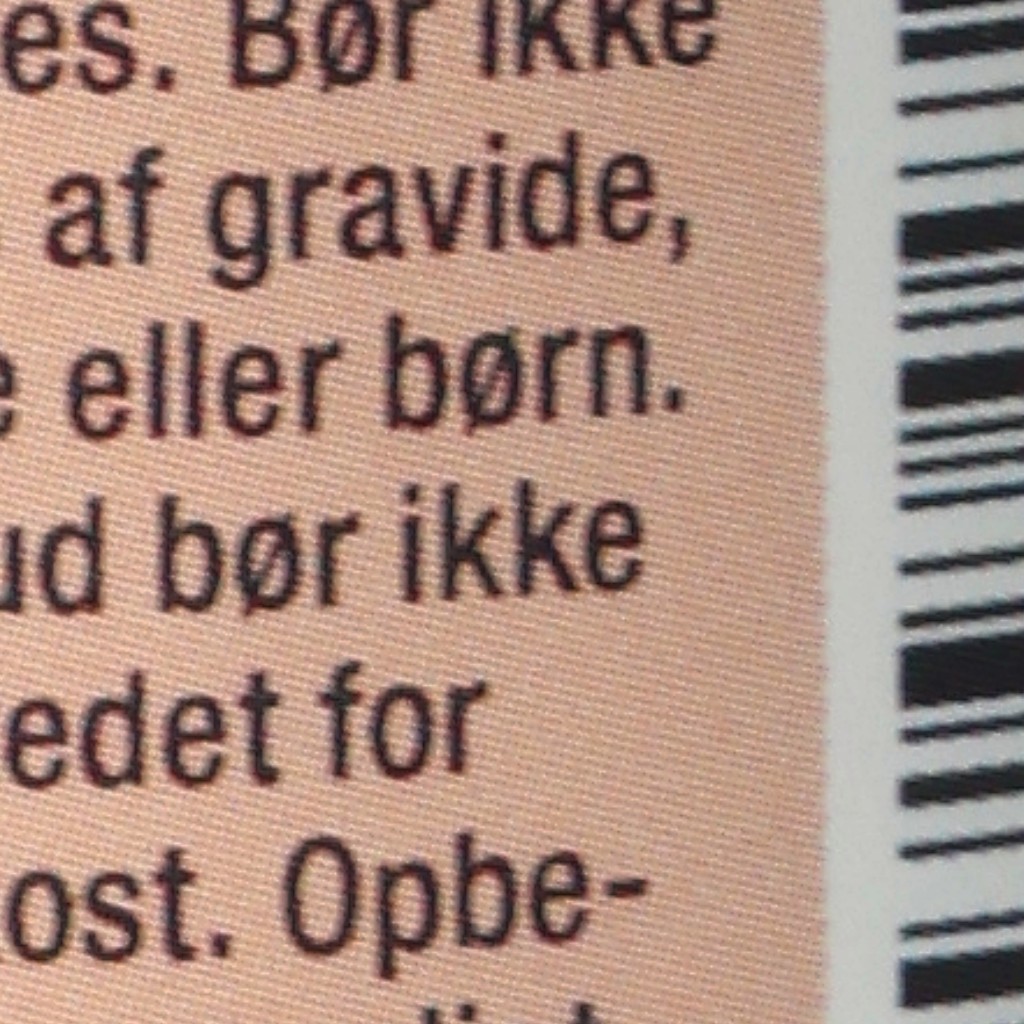 es. Bør ikke
af gravide,
e eller børn.
ud bør ikke
edet for
ost. Opbe-